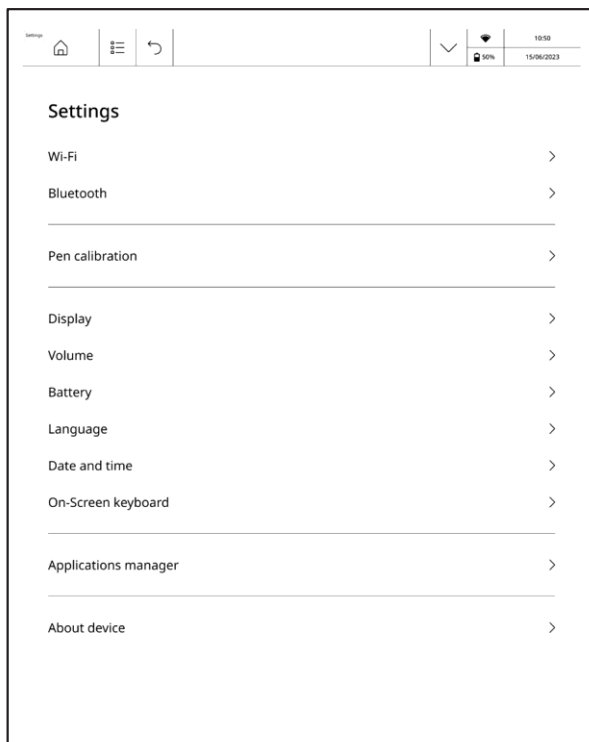 Settings
10:50
50%
15/06/2023
Settings
Wi-Fi
Bluetooth
Pen calibration
Display
Volume
Battery
Language
Date and time
On-Screen keyboard
Applications manager
About device